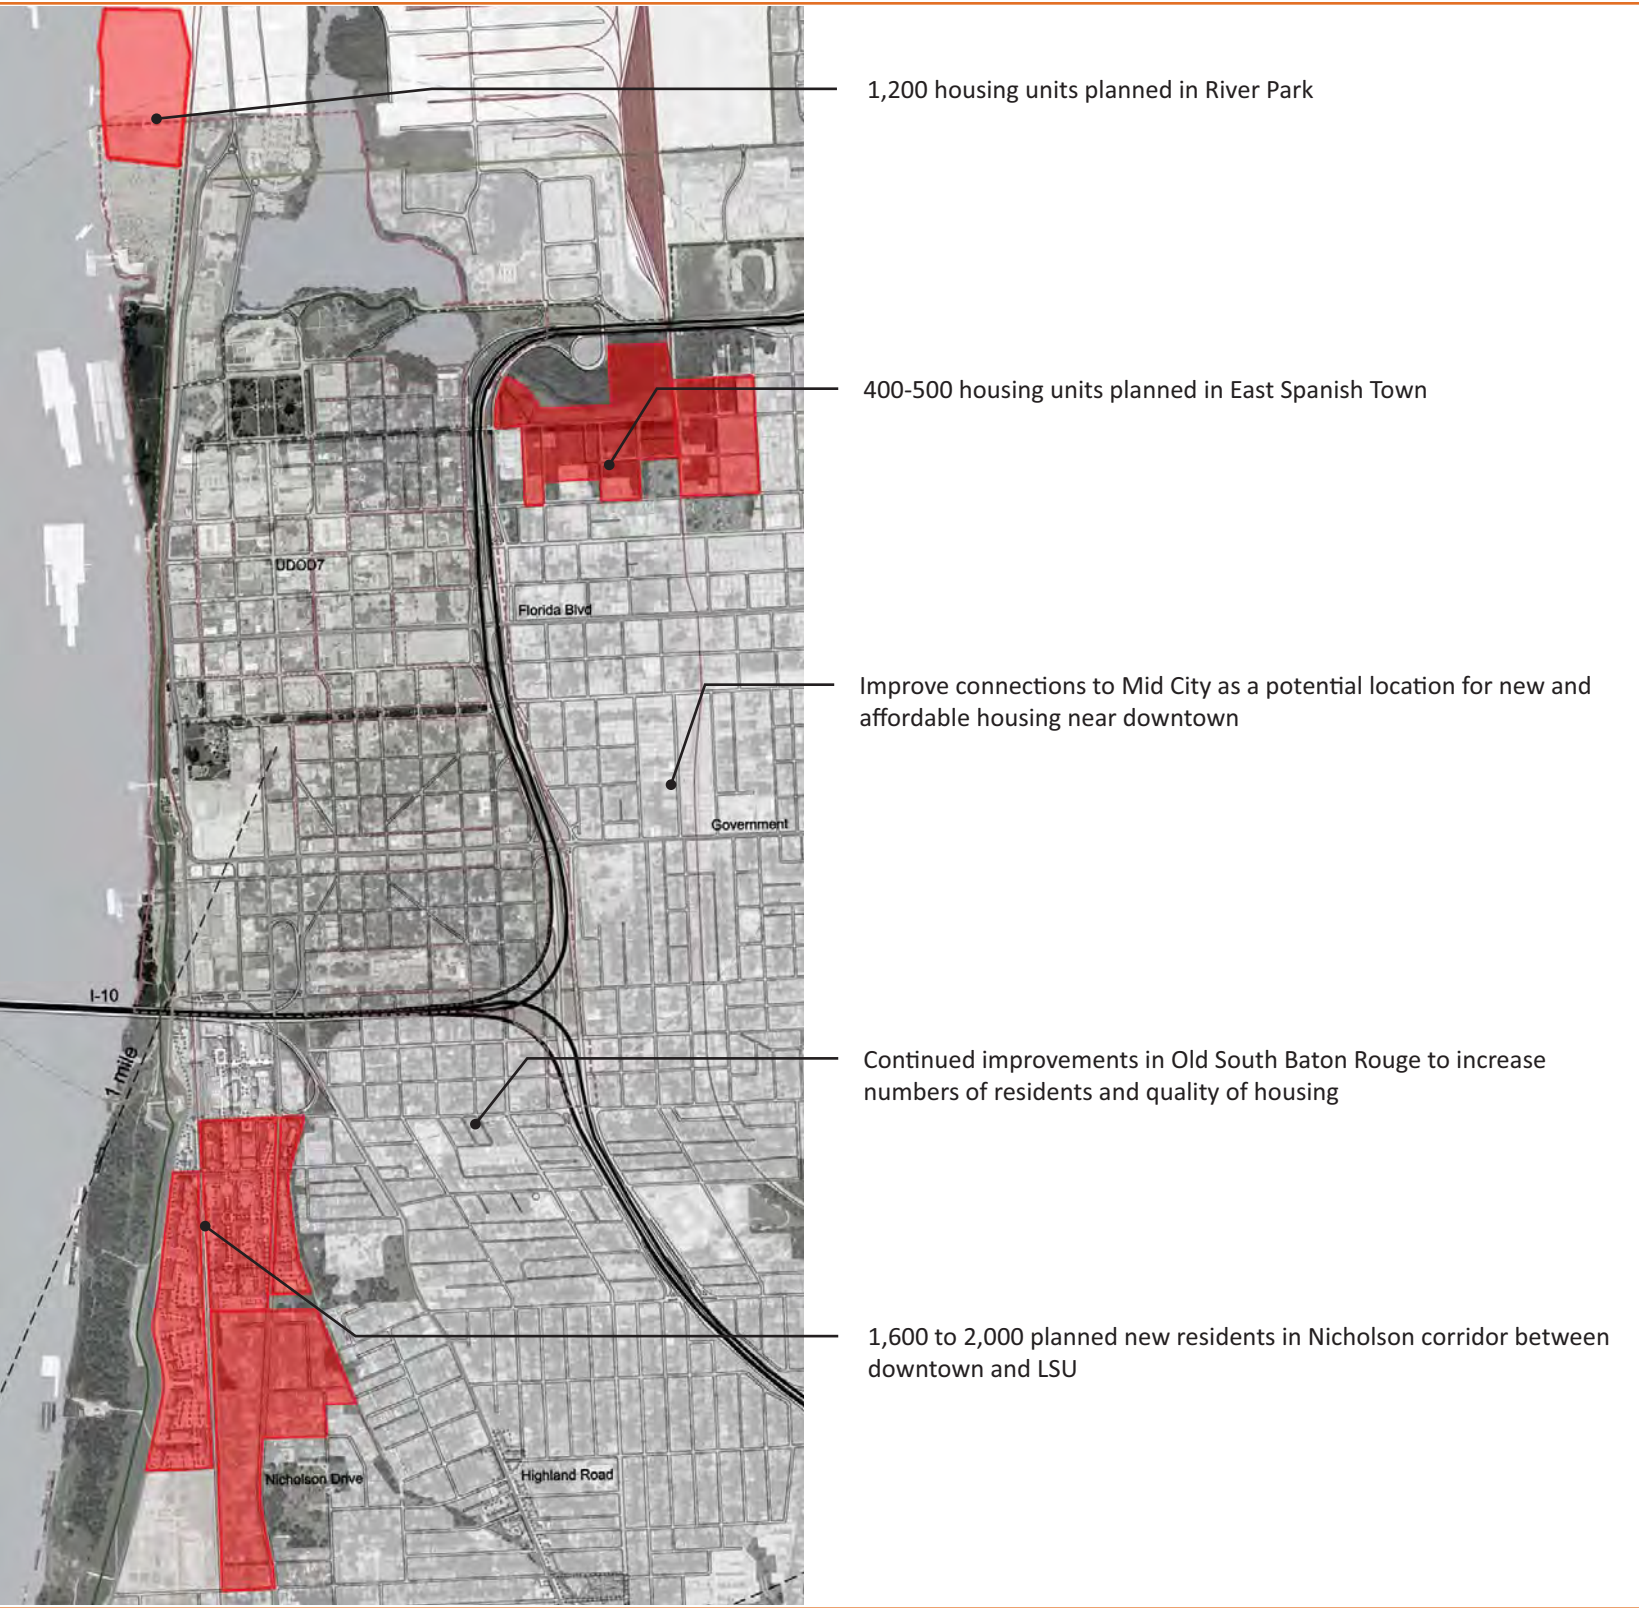 1,200 housing units planned in River Park
400-500 housing units planned in East Spanish Town
UDOD7
Florida Blvd
Improve connections to Mid City as a potential location for new and
affordable housing near downtown
Government
I-10
1 mile
Continued improvements in Old South Baton Rouge to increase
numbers of residents and quality of housing
1,600 to 2,000 planned new residents in Nicholson corridor between
downtown and LSU
Nicholson Drive
Highland Road